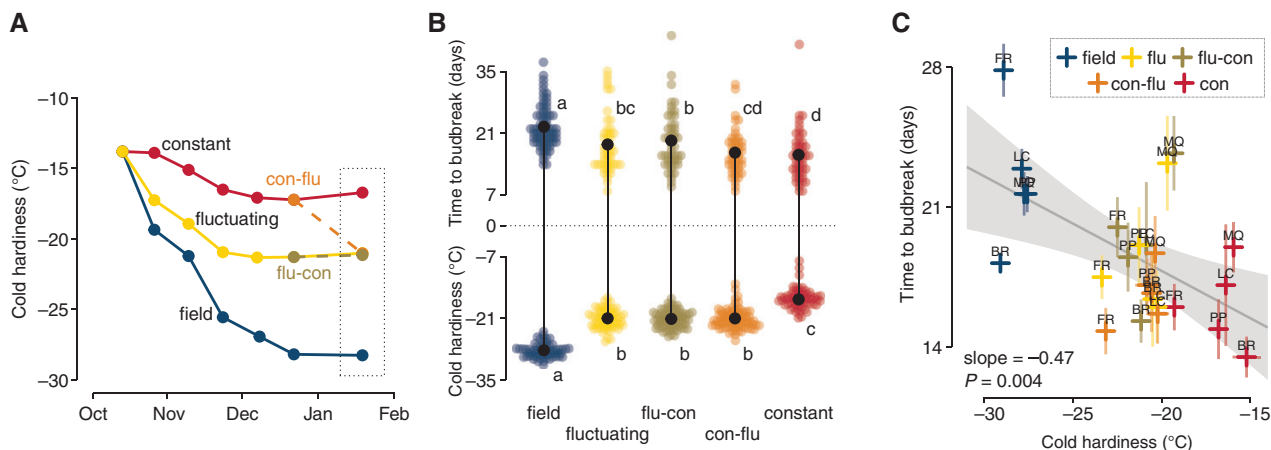 A
Cold hardiness (°C)
−10
−15
−20
−25
−30
Oct
Nov
Dec
Jan
Feb
constant
con-flu
fluctuating
flu-con
field
B
Time to budbreak (days)
Cold hardiness (°C)
35
21
7
0
−7
−21
−35
a
bc
b
cd
d
a
b
b
b
c
field
fluctuating
flu-con
con-flu
constant
C
Time to budbreak (days)
28
21
14
field
flu
flu-con
con-flu
con
FR
LC
BR
MQ
MQ
FR
PP
MQ
FR
PP
BR
LC
BR
FR
FR
MQ
LC
PP
BR
slope = −0.47
P = 0.004
−30
−25
−20
−15
Cold hardiness (°C)